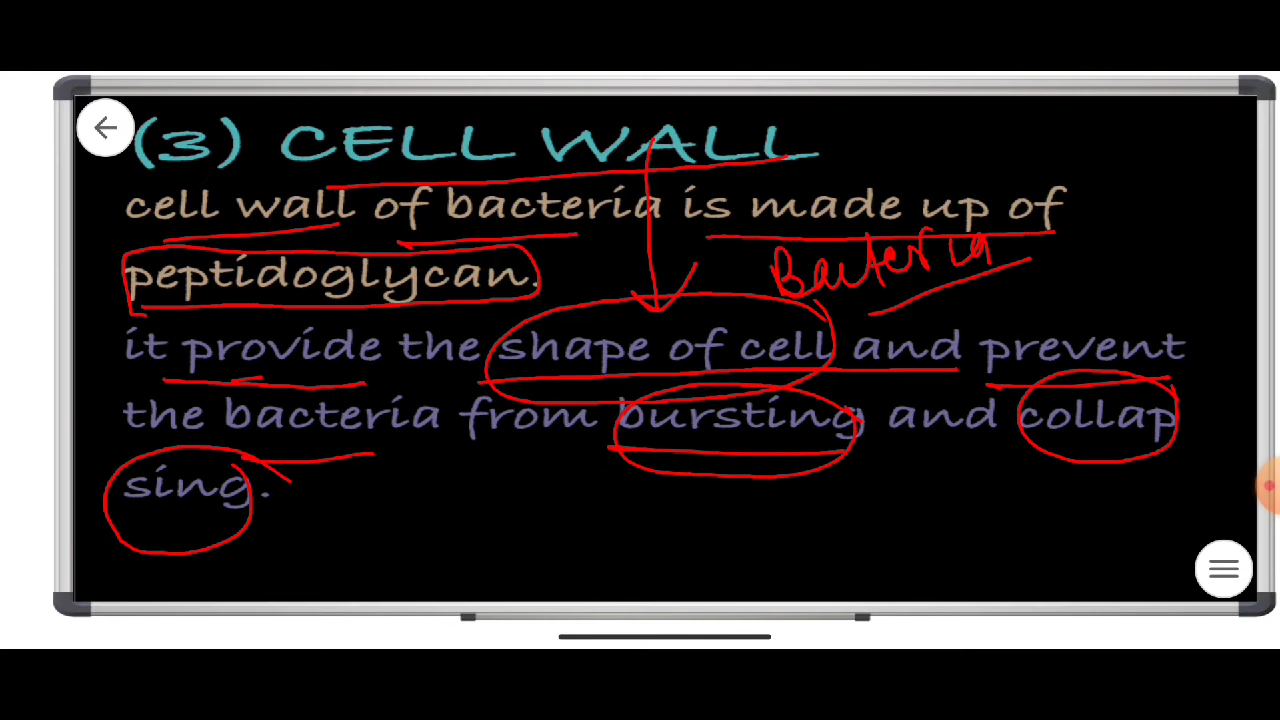 (3) CELL WALL
cell wall of bacteria is made up of
peptidoglycan.
Bacteria
it provide the shape of cell and prevent
the bacteria from bursting and collap
sing.